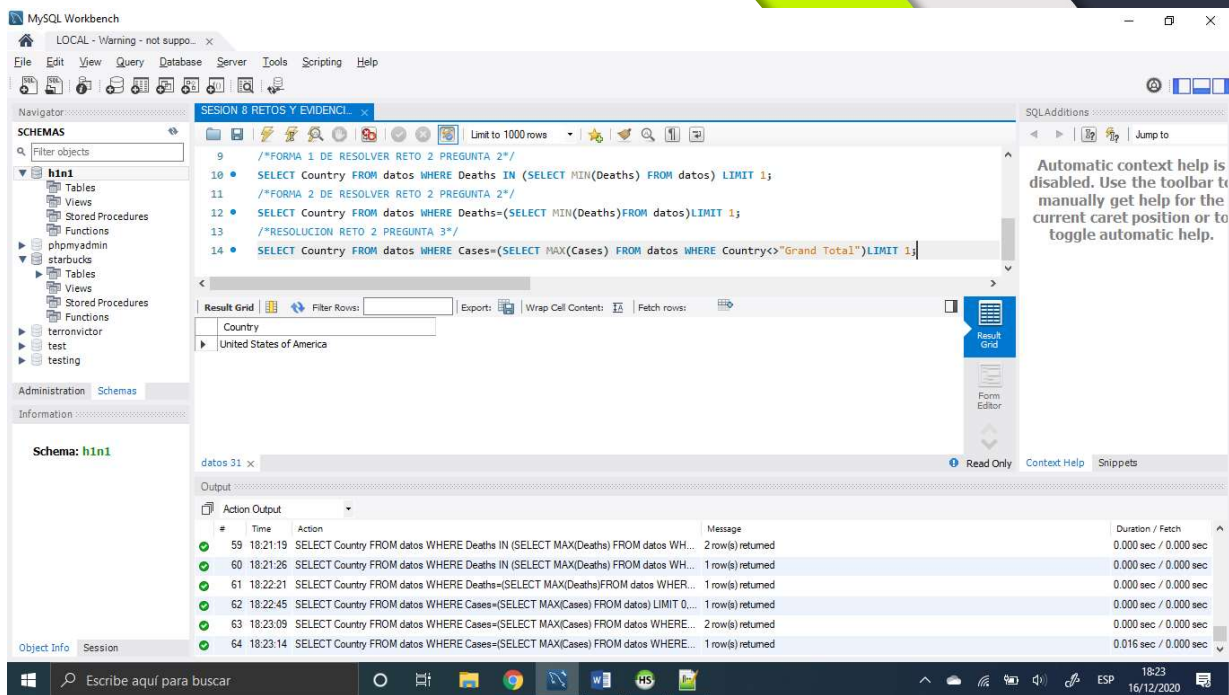 MySQL Workbench
LOCAL - Warning - not suppo...
File Edit View Query Database Server Tools Scripting Help
Navigator
SCHEMAS
Filter objects
h1n1
Tables
Views
Stored Procedures
Functions
phpmyadmin
starbucks
Tables
Views
Stored Procedures
Functions
terronvictor
test
testing
Administration Schemas
Information
Schema: h1n1
Object Info Session
SESION 8 RETOS Y EVIDENCI...
Limit to 1000 rows
9 /*FORMA 1 DE RESOLVER RETO 2 PREGUNTA 2*/
10 SELECT Country FROM datos WHERE Deaths IN (SELECT MIN(Deaths) FROM datos) LIMIT 1;
11 /*FORMA 2 DE RESOLVER RETO 2 PREGUNTA 2*/
12 SELECT Country FROM datos WHERE Deaths=(SELECT MIN(Deaths)FROM datos)LIMIT 1;
13 /*RESOLUCION RETO 2 PREGUNTA 3*/
14 SELECT Country FROM datos WHERE Cases=(SELECT MAX(Cases) FROM datos WHERE Country<>"Grand Total")LIMIT 1;
Result Grid Filter Rows: Export: Wrap Cell Content: Fetch rows:
Country
United States of America
Result Grid
Form Editor
datos 31
Read Only
SQLAdditions
Jump to
Automatic context help is
disabled. Use the toolbar to
manually get help for the
current caret position or to
toggle automatic help.
Context Help Snippets
Output
Action Output
# Time Action Message Duration / Fetch
59 18:21:19 SELECT Country FROM datos WHERE Deaths IN (SELECT MAX(Deaths) FROM datos WH... 2 row(s) returned 0.000 sec / 0.000 sec
60 18:21:26 SELECT Country FROM datos WHERE Deaths IN (SELECT MAX(Deaths) FROM datos WH... 1 row(s) returned 0.000 sec / 0.000 sec
61 18:22:21 SELECT Country FROM datos WHERE Deaths=(SELECT MAX(Deaths)FROM datos WHER... 1 row(s) returned 0.000 sec / 0.000 sec
62 18:22:45 SELECT Country FROM datos WHERE Cases=(SELECT MAX(Cases) FROM datos) LIMIT 0,... 1 row(s) returned 0.000 sec / 0.000 sec
63 18:23:09 SELECT Country FROM datos WHERE Cases=(SELECT MAX(Cases) FROM datos WHERE... 2 row(s) returned 0.000 sec / 0.000 sec
64 18:23:14 SELECT Country FROM datos WHERE Cases=(SELECT MAX(Cases) FROM datos WHERE... 1 row(s) returned 0.016 sec / 0.000 sec
Escribe aquí para buscar
HS
ESP
18:23
16/12/2020